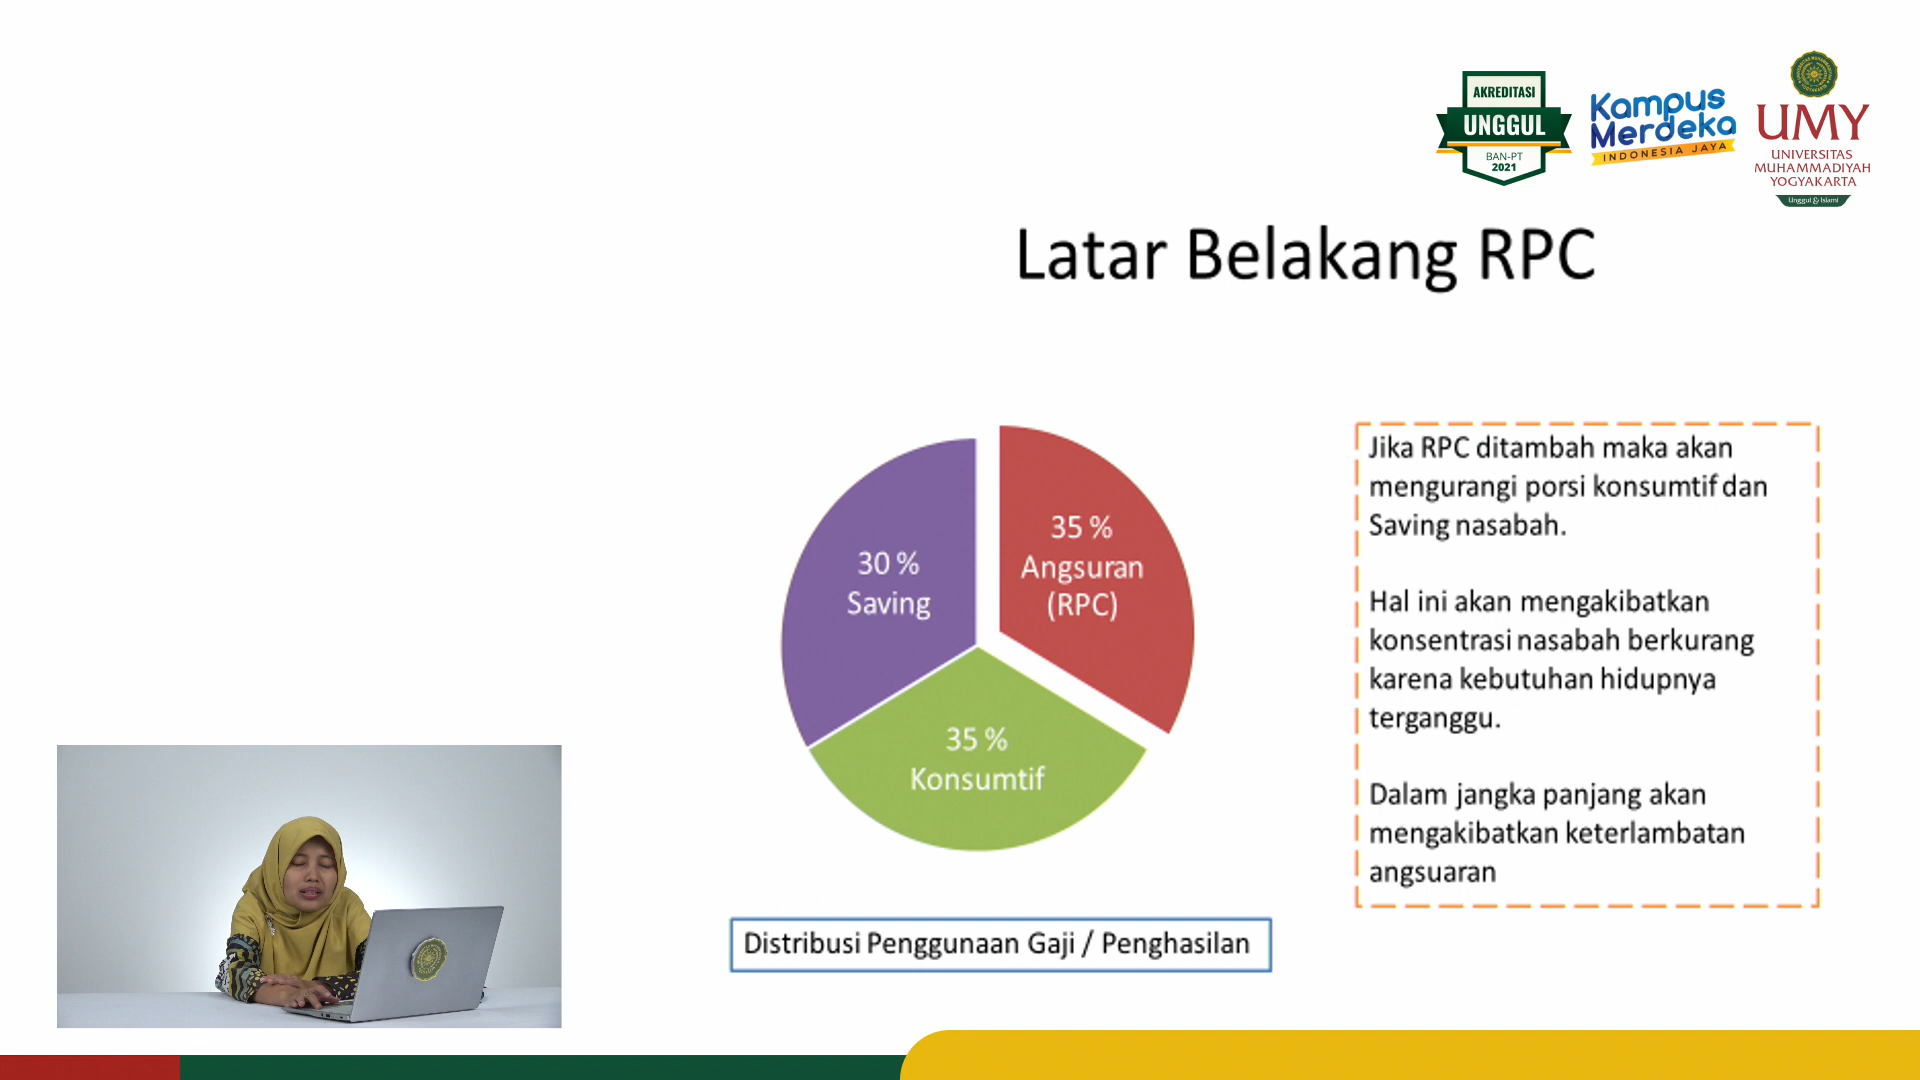 AKREDITASI
UNGGUL
BAN-PT
2021
Kampus
Merdeka
INDONESIA JAYA
UMY
UNIVERSITAS
MUHAMMADIYAH
YOGYAKARTA
Unggul & Islami
Latar Belakang RPC
30 %
Saving
35 %
Angsuran
(RPC)
35 %
Konsumtif
Distribusi Penggunaan Gaji / Penghasilan
Jika RPC ditambah maka akan
mengurangi porsi konsumtif dan
Saving nasabah.
Hal ini akan mengakibatkan
konsentrasi nasabah berkurang
karena kebutuhan hidupnya
terganggu.
Dalam jangka panjang akan
mengakibatkan keterlambatan
angsuaran